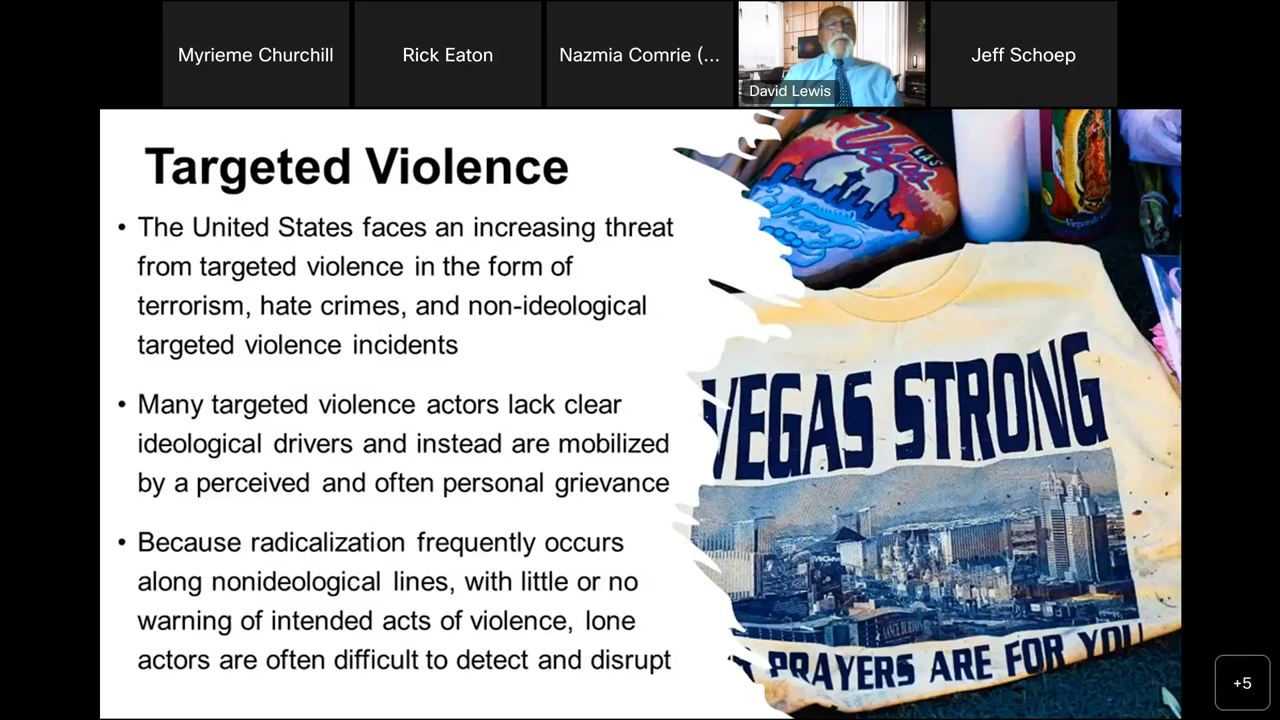 Myrieme Churchill
Rick Eaton
Nazmia Comrie (...
David Lewis
Jeff Schoep
Targeted Violence
• The United States faces an increasing threat
from targeted violence in the form of
terrorism, hate crimes, and non-ideological
targeted violence incidents
• Many targeted violence actors lack clear
ideological drivers and instead are mobilized
by a perceived and often personal grievance
• Because radicalization frequently occurs
along nonideological lines, with little or no
warning of intended acts of violence, lone
actors are often difficult to detect and disrupt
LAS
Vegas
VEGAS STRONG
PRAYERS ARE FOR YOU
+5